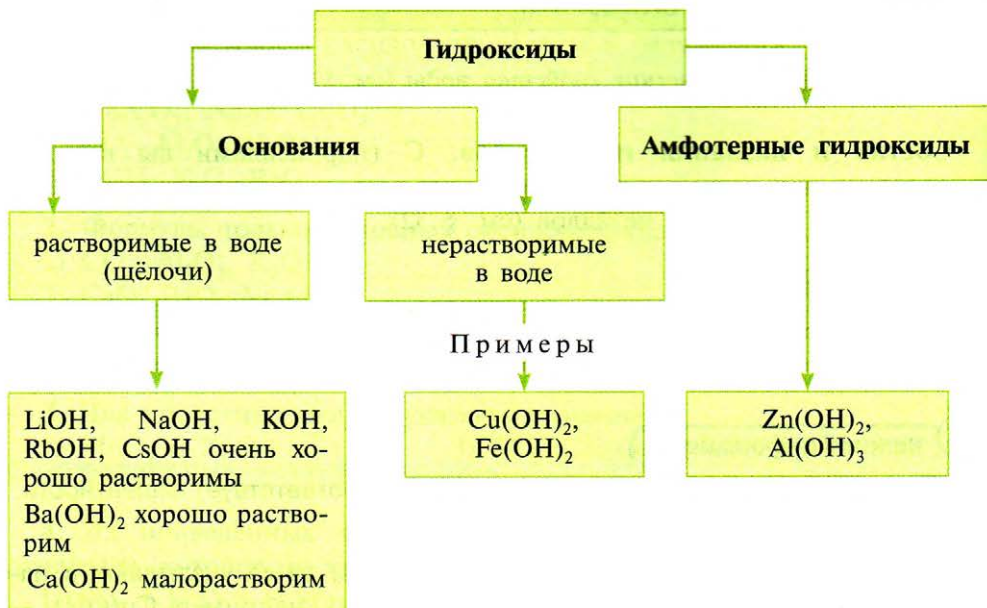 Гидроксиды
Основания
Амфотерные гидроксиды
растворимые в воде
(щёлочи)
нерастворимые
в воде
Примеры
LiOH, NaOH, KOH,
RbOH, CsOH очень хо-
рошо растворимы
Ba(OH)₂ хорошо раство-
рим
Ca(OH)₂ малорастворим
Cu(OH)₂,
Fe(OH)₂
Zn(OH)₂,
Al(OH)₃